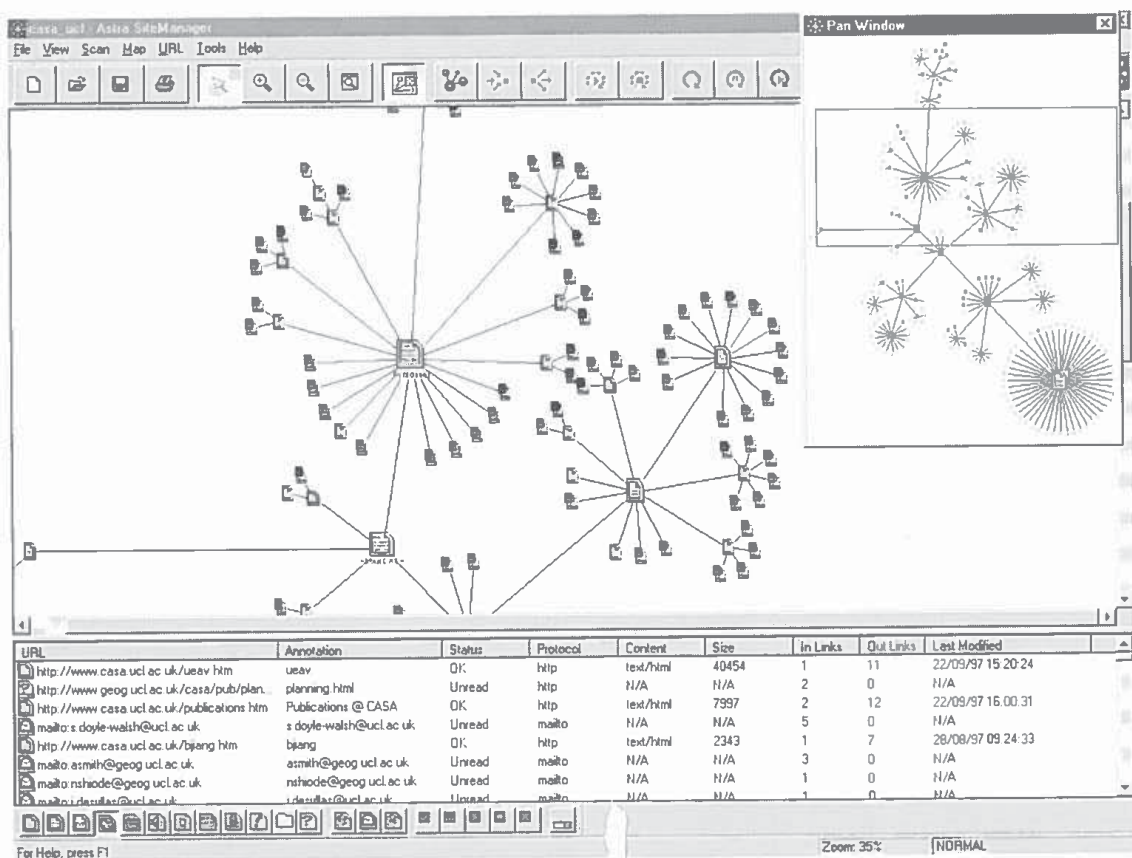 casa_ucl - Astra SiteManager
Pan Window
File View Scan Map URL Tools Help
URL Annotation Status Protocol Content Size In Links Out Links Last Modified
http://www.casa.ucl.ac.uk/ueav.htm ueav OK http text/html 40454 1 11 22/09/97 15:20:24
http://www.geog.ucl.ac.uk/casa/pub/plan... planning.html Unread http N/A N/A 2 0 N/A
http://www.casa.ucl.ac.uk/publications.htm Publications @ CASA OK http text/html 7997 2 12 22/09/97 16:00:31
mailto:s.doyle-walsh@ucl.ac.uk s.doyle-walsh@ucl.ac.uk Unread mailto N/A N/A 5 0 N/A
http://www.casa.ucl.ac.uk/bjiang.htm bjiang OK http text/html 2343 1 7 28/08/97 09:24:33
mailto:asmith@geog.ucl.ac.uk asmith@geog.ucl.ac.uk Unread mailto N/A N/A 3 0 N/A
mailto:nshiode@geog.ucl.ac.uk nshiode@geog.ucl.ac.uk Unread mailto N/A N/A 1 0 N/A
Unread mailto N/A N/A 1 0 N/A
For Help, press F1
Zoom: 35% NORMAL